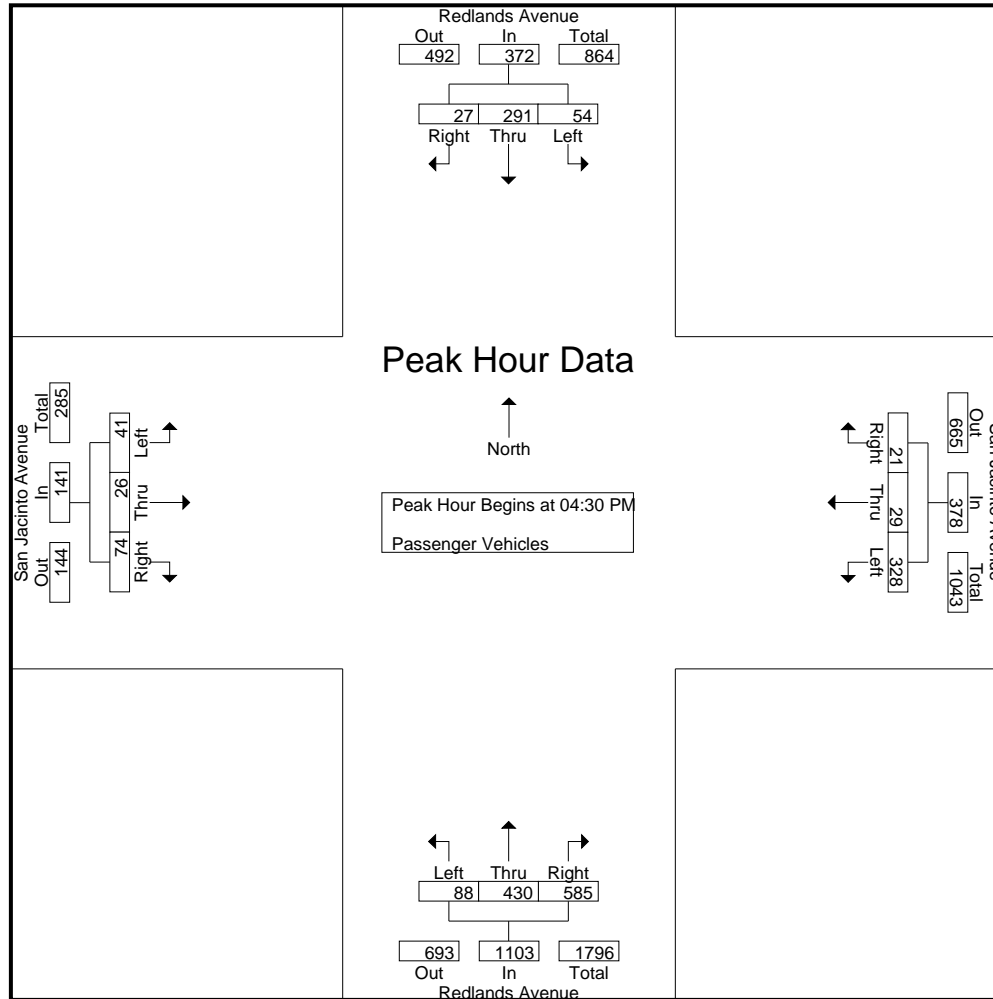 Redlands Avenue
Out In Total
492 372 864
27 291 54
Right Thru Left
Peak Hour Data
North
Peak Hour Begins at 04:30 PM
Passenger Vehicles
San Jacinto Avenue
Total In Out
285 141 144
41 26 74
Left Thru Right
Out In Total
665 378 1043
21 29 328
Right Thru Left
Left Thru Right
88 430 585
693 1103 1796
Out In Total
Redlands Avenue